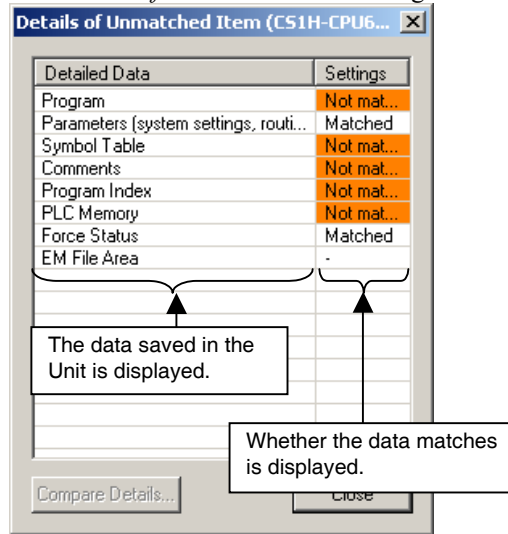 Details of Unmatched Item (CS1H-CPU6...
Detailed Data Settings
Program Not mat...
Parameters (system settings, routi... Matched
Symbol Table Not mat...
Comments Not mat...
Program Index Not mat...
PLC Memory Not mat...
Force Status Matched
EM File Area -
The data saved in the
Unit is displayed.
Whether the data matches
is displayed.
Compare Details... Close